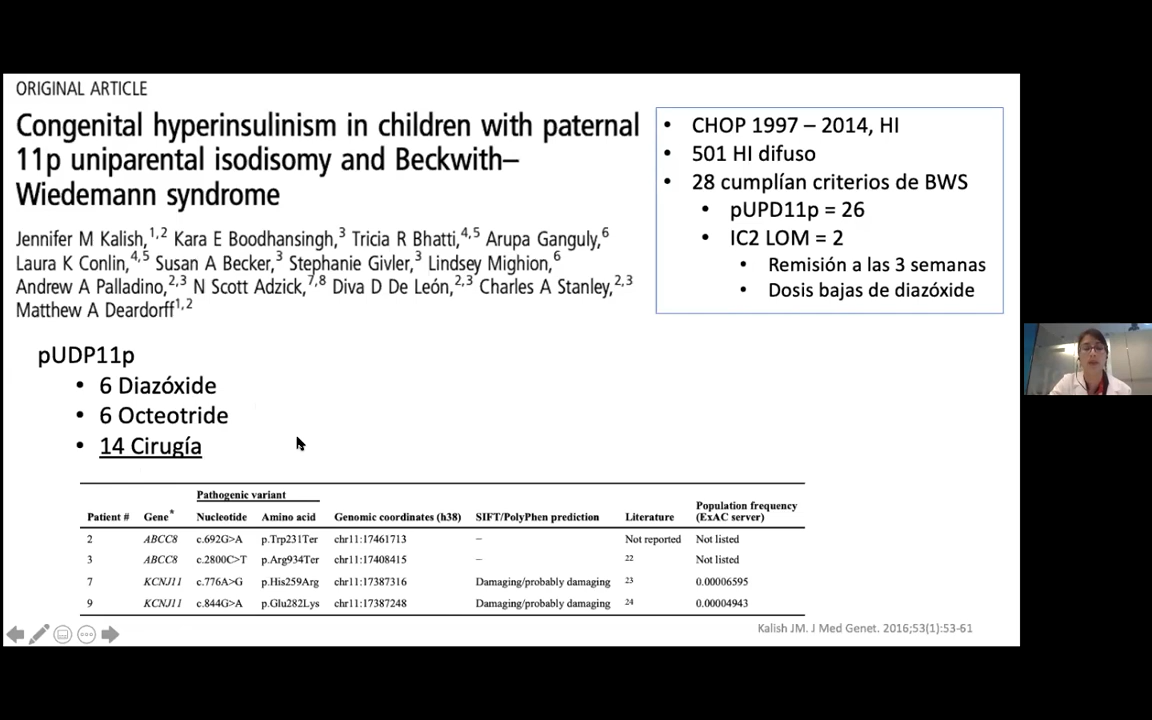 ORIGINAL ARTICLE
Congenital hyperinsulinism in children with paternal
11p uniparental isodisomy and Beckwith–
Wiedemann syndrome
Jennifer M Kalish,1,2 Kara E Boodhansingh,3 Tricia R Bhatti,4,5 Arupa Ganguly,6
Laura K Conlin,4,5 Susan A Becker,3 Stephanie Givler,3 Lindsey Mighion,6
Andrew A Palladino,2,3 N Scott Adzick,7,8 Diva D De León,2,3 Charles A Stanley,2,3
Matthew A Deardorff1,2
• CHOP 1997 – 2014, HI
• 501 HI difuso
• 28 cumplían criterios de BWS
• pUPD11p = 26
• IC2 LOM = 2
• Remisión a las 3 semanas
• Dosis bajas de diazóxide
pUDP11p
• 6 Diazóxide
• 6 Octeotride
• 14 Cirugía
Pathogenic variant
Patient # Gene* Nucleotide Amino acid Genomic coordinates (h38) SIFT/PolyPhen prediction Literature Population frequency (ExAC server)
2 ABCC8 c.692G>A p.Trp231Ter chr11:17461713 – Not reported Not listed
3 ABCC8 c.2800C>T p.Arg934Ter chr11:17408415 – 22 Not listed
7 KCNJ11 c.776A>G p.His259Arg chr11:17387316 Damaging/probably damaging 23 0.00006595
9 KCNJ11 c.844G>A p.Glu282Lys chr11:17387248 Damaging/probably damaging 24 0.00004943
Kalish JM. J Med Genet. 2016;53(1):53-61